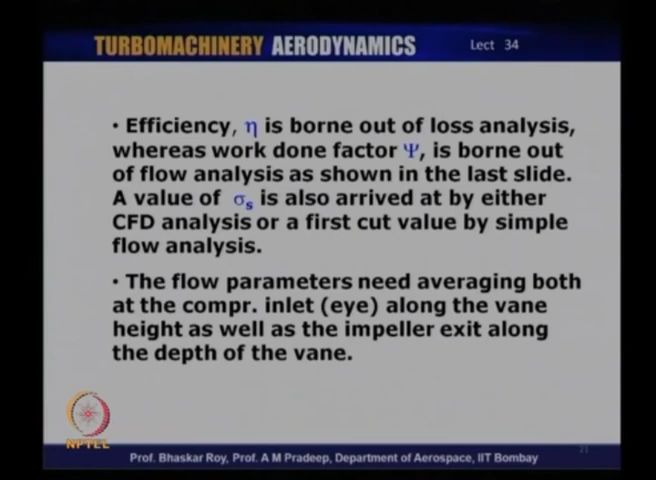 TURBOMACHINERY AERODYNAMICS Lect 34
• Efficiency, η is borne out of loss analysis,
whereas work done factor Ψ, is borne out
of flow analysis as shown in the last slide.
A value of σs is also arrived at by either
CFD analysis or a first cut value by simple
flow analysis.
• The flow parameters need averaging both
at the compr. inlet (eye) along the vane
height as well as the impeller exit along
the depth of the vane.
NPTEL
Prof. Bhaskar Roy, Prof. A M Pradeep, Department of Aerospace, IIT Bombay